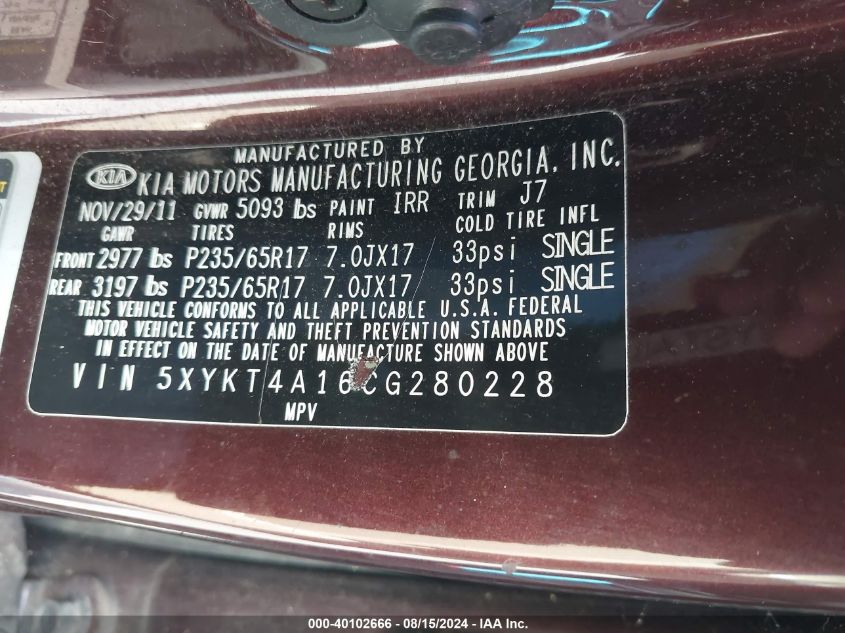 MANUFACTURED BY
KIA KIA MOTORS MANUFACTURING GEORGIA, INC.
NOV/29/11 GVWR 5093 lbs PAINT IRR TRIM J7
GAWR TIRES RIMS COLD TIRE INFL
FRONT 2977 lbs P235/65R17 7.0JX17 33psi SINGLE
REAR 3197 lbs P235/65R17 7.0JX17 33psi SINGLE
THIS VEHICLE CONFORMS TO ALL APPLICABLE U.S.A. FEDERAL
MOTOR VEHICLE SAFETY AND THEFT PREVENTION STANDARDS
IN EFFECT ON THE DATE OF MANUFACTURE SHOWN ABOVE
VIN 5XYKT4A16CG280228
MPV
000-40102666 - 08/15/2024 - IAA Inc.